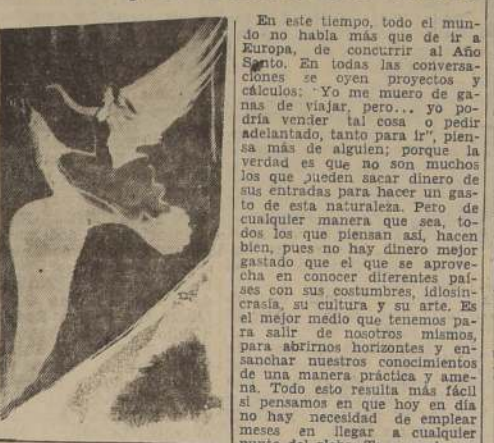 En este tiempo, todo el mun-
do no habla más que de ir a
Europa, de concurrir al Año
Santo. En todas las conversa-
ciones se oyen proyectos y
cálculos: "Yo me muero de ga-
nas de viajar, pero... yo po-
dría vender tal cosa o pedir
adelantado, tanto para ir", pien-
sa más de alguien; porque la
verdad es que no son muchos
los que pueden sacar dinero de
sus entradas para hacer un gas-
to de esta naturaleza. Pero de
cualquier manera que sea, to-
dos los que piensan así, hacen
bien, pues no hay dinero mejor
gastado que el que se aprove-
cha en conocer diferentes paí-
ses con sus costumbres, idiosin-
crasia, su cultura y su arte. Es
el mejor medio que tenemos pa-
ra salir de nosotros mismos,
para abrirnos horizontes y en-
sanchar nuestros conocimientos
de una manera práctica y ame-
na. Todo esto resulta más fácil
si pensamos en que hoy en día
no hay necesidad de emplear
meses en llegar a cualquier